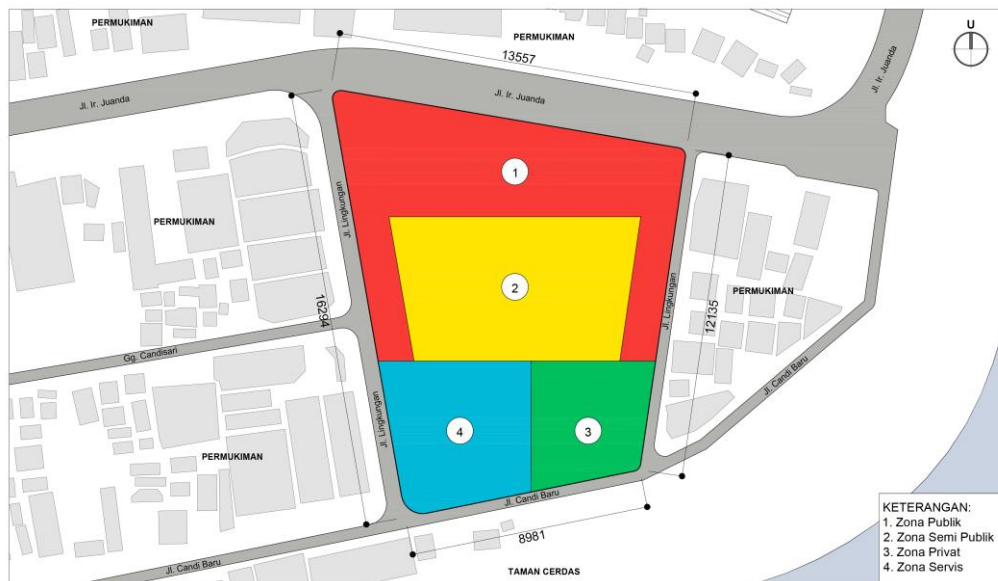 PERMUKIMAN
PERMUKIMAN
U
13557
Jl. Ir. Juanda
Jl. Ir. Juanda
Jl. Ir. Juanda
1
Jl. Lingkungan
PERMUKIMAN
2
PERMUKIMAN
Jl. Lingkungan
16294
12135
Gg. Candisari
Jl. Candi Baru
Jl. Lingkungan
4
3
PERMUKIMAN
Jl. Candi Baru
8981
Jl. Candi Baru
TAMAN CERDAS
KETERANGAN:
1. Zona Publik
2. Zona Semi Publik
3. Zona Privat
4. Zona Servis